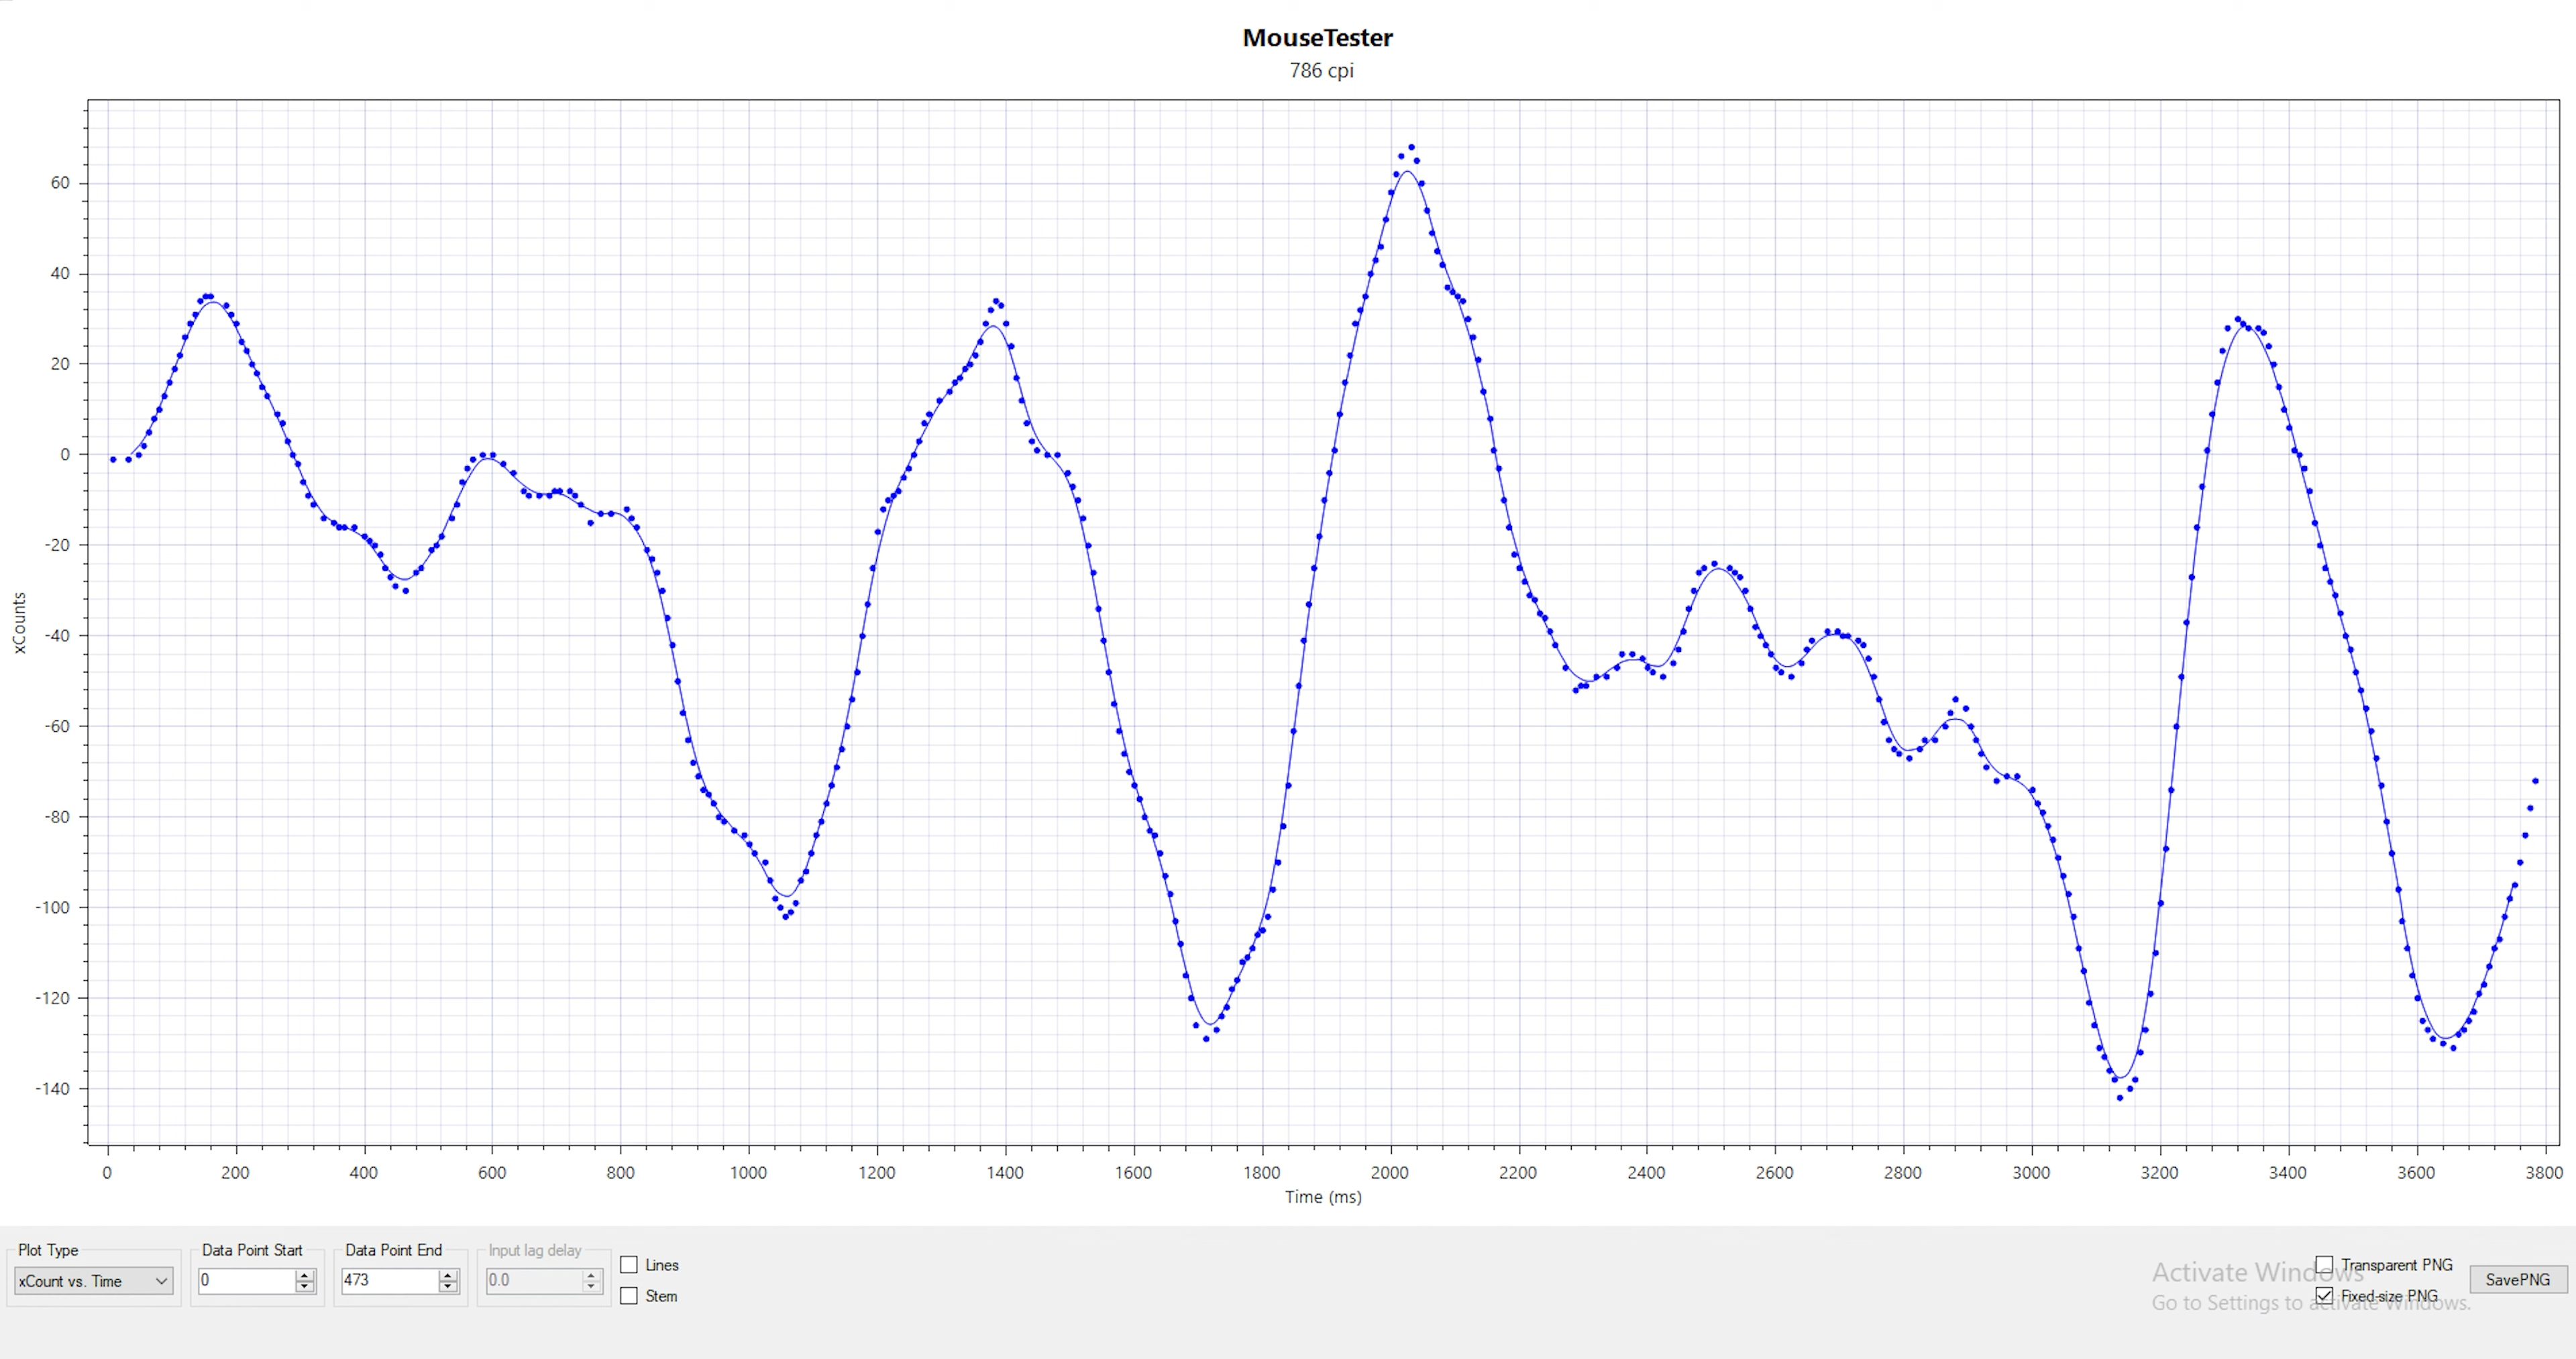 MouseTester
786 cpi
60
40
20
0
-20
-40
-60
-80
-100
-120
-140
xCounts
0 200 400 600 800 1000 1200 1400 1600 1800 2000 2200 2400 2600 2800 3000 3200 3400 3600 3800
Time (ms)
Plot Type Data Point Start Data Point End Input lag delay
xCount vs. Time 0 473 0.0
Lines
Stem
Activate Windows
Go to Settings to activate Windows.
Transparent PNG
Fixed-size PNG
SavePNG